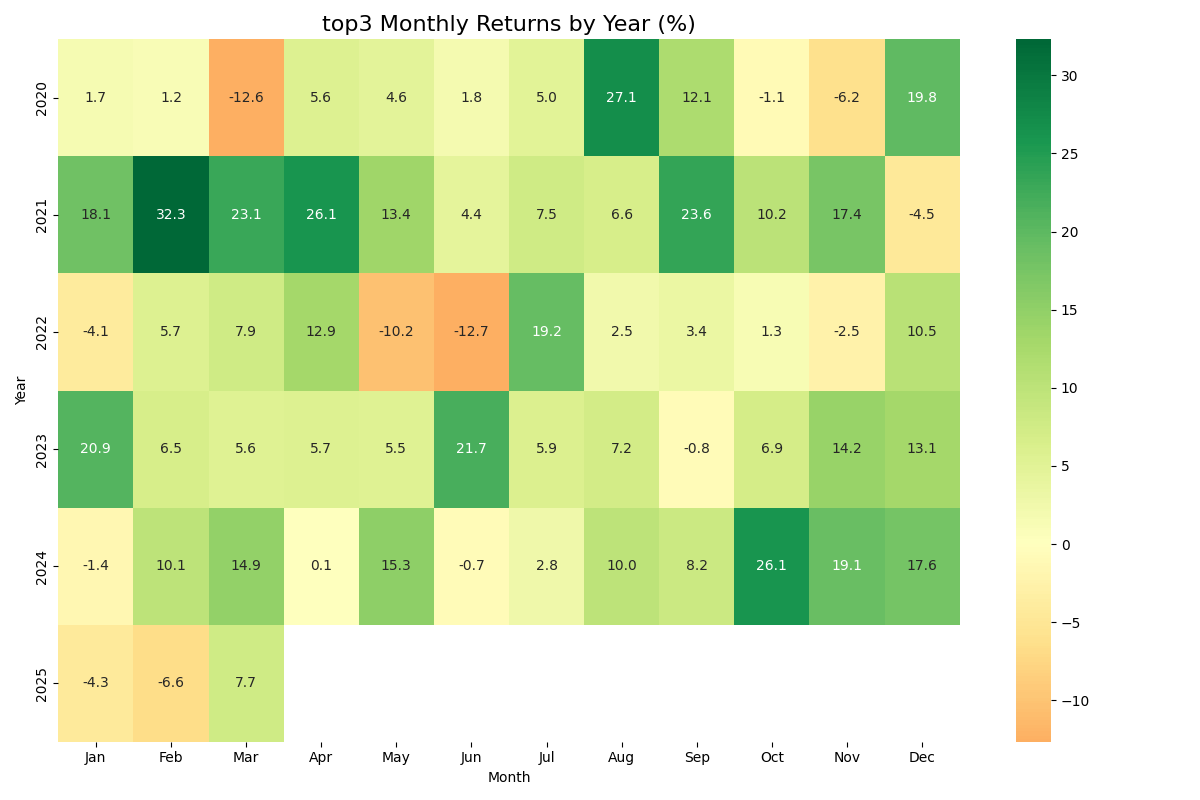 top3 Monthly Returns by Year (%)
2020 1.7 1.2 -12.6 5.6 4.6 1.8 5.0 27.1 12.1 -1.1 -6.2 19.8
2021 18.1 32.3 23.1 26.1 13.4 4.4 7.5 6.6 23.6 10.2 17.4 -4.5
2022 -4.1 5.7 7.9 12.9 -10.2 -12.7 19.2 2.5 3.4 1.3 -2.5 10.5
Year
2023 20.9 6.5 5.6 5.7 5.5 21.7 5.9 7.2 -0.8 6.9 14.2 13.1
2024 -1.4 10.1 14.9 0.1 15.3 -0.7 2.8 10.0 8.2 26.1 19.1 17.6
2025 -4.3 -6.6 7.7
Jan Feb Mar Apr May Jun Jul Aug Sep Oct Nov Dec
Month
30
25
20
15
10
5
0
−5
−10